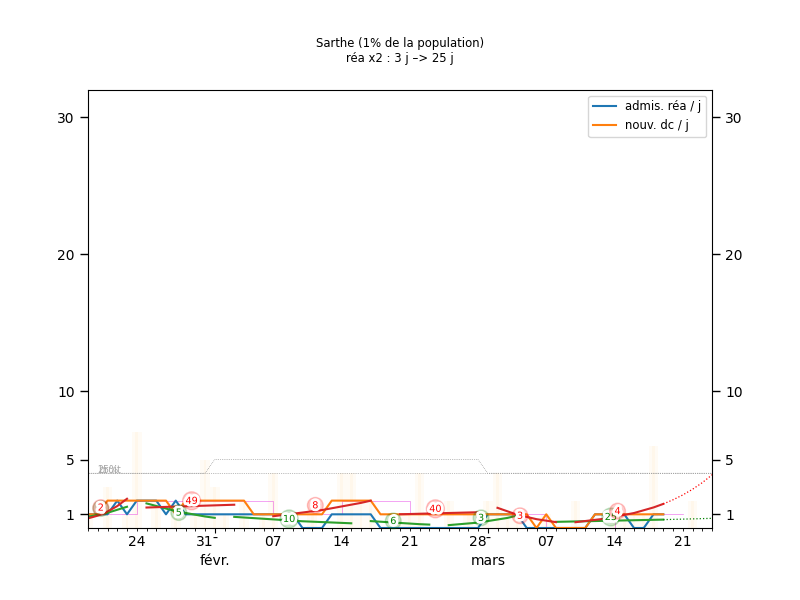 Sarthe (1% de la population)
réa x2 : 3 j –> 25 j
admis. réa / j
nouv. dc / j
30 30
20 20
10 10
5 5
1 1
2 5 49 10 8 6 40 3 3 25 4
24 31 07 14 21 28 07 14 21
févr. mars